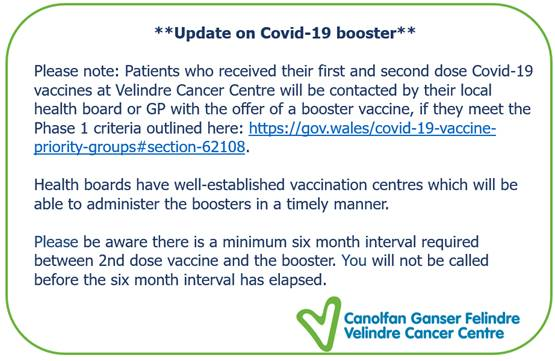 **Update on Covid-19 booster**
Please note: Patients who received their first and second dose Covid-19
vaccines at Velindre Cancer Centre will be contacted by their local
health board or GP with the offer of a booster vaccine, if they meet the
Phase 1 criteria outlined here: https://gov.wales/covid-19-vaccine-
priority-groups#section-62108.
Health boards have well-established vaccination centres which will be
able to administer the boosters in a timely manner.
Please be aware there is a minimum six month interval required
between 2nd dose vaccine and the booster. You will not be called
before the six month interval has elapsed.
Canolfan Ganser Felindre
Velindre Cancer Centre